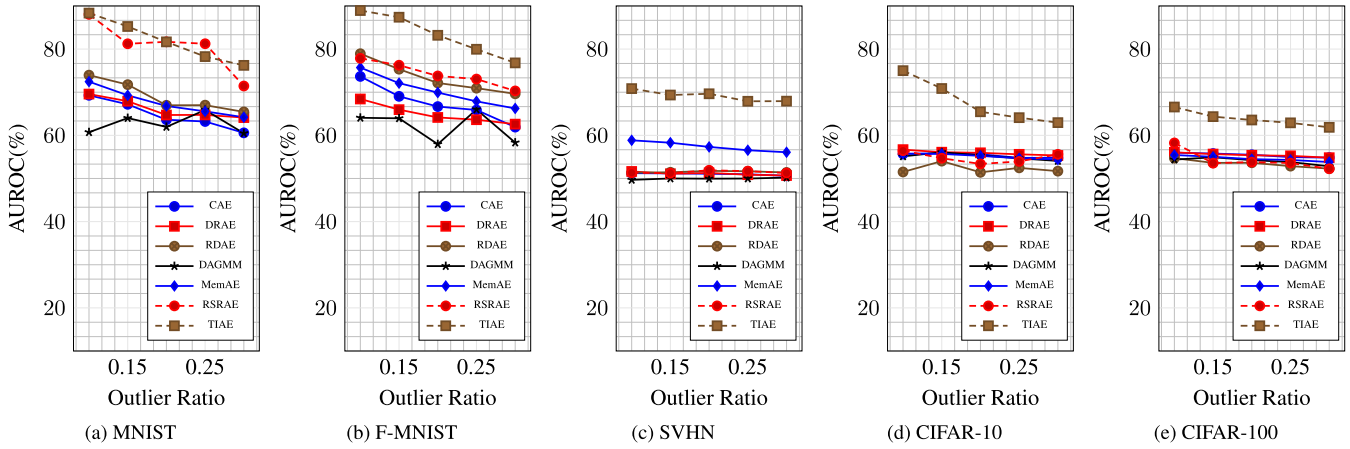 AUROC(%)
80
60
40
20
CAE
DRAE
RDAE
DAGMM
MemAE
RSRAE
TIAE
0.15
0.25
Outlier Ratio
(a) MNIST
AUROC(%)
80
60
40
20
CAE
DRAE
RDAE
DAGMM
MemAE
RSRAE
TIAE
0.15
0.25
Outlier Ratio
(b) F-MNIST
AUROC(%)
80
60
40
20
CAE
DRAE
RDAE
DAGMM
MemAE
RSRAE
TIAE
0.15
0.25
Outlier Ratio
(c) SVHN
AUROC(%)
80
60
40
20
CAE
DRAE
RDAE
DAGMM
MemAE
RSRAE
TIAE
0.15
0.25
Outlier Ratio
(d) CIFAR-10
AUROC(%)
80
60
40
20
CAE
DRAE
RDAE
DAGMM
MemAE
RSRAE
TIAE
0.15
0.25
Outlier Ratio
(e) CIFAR-100